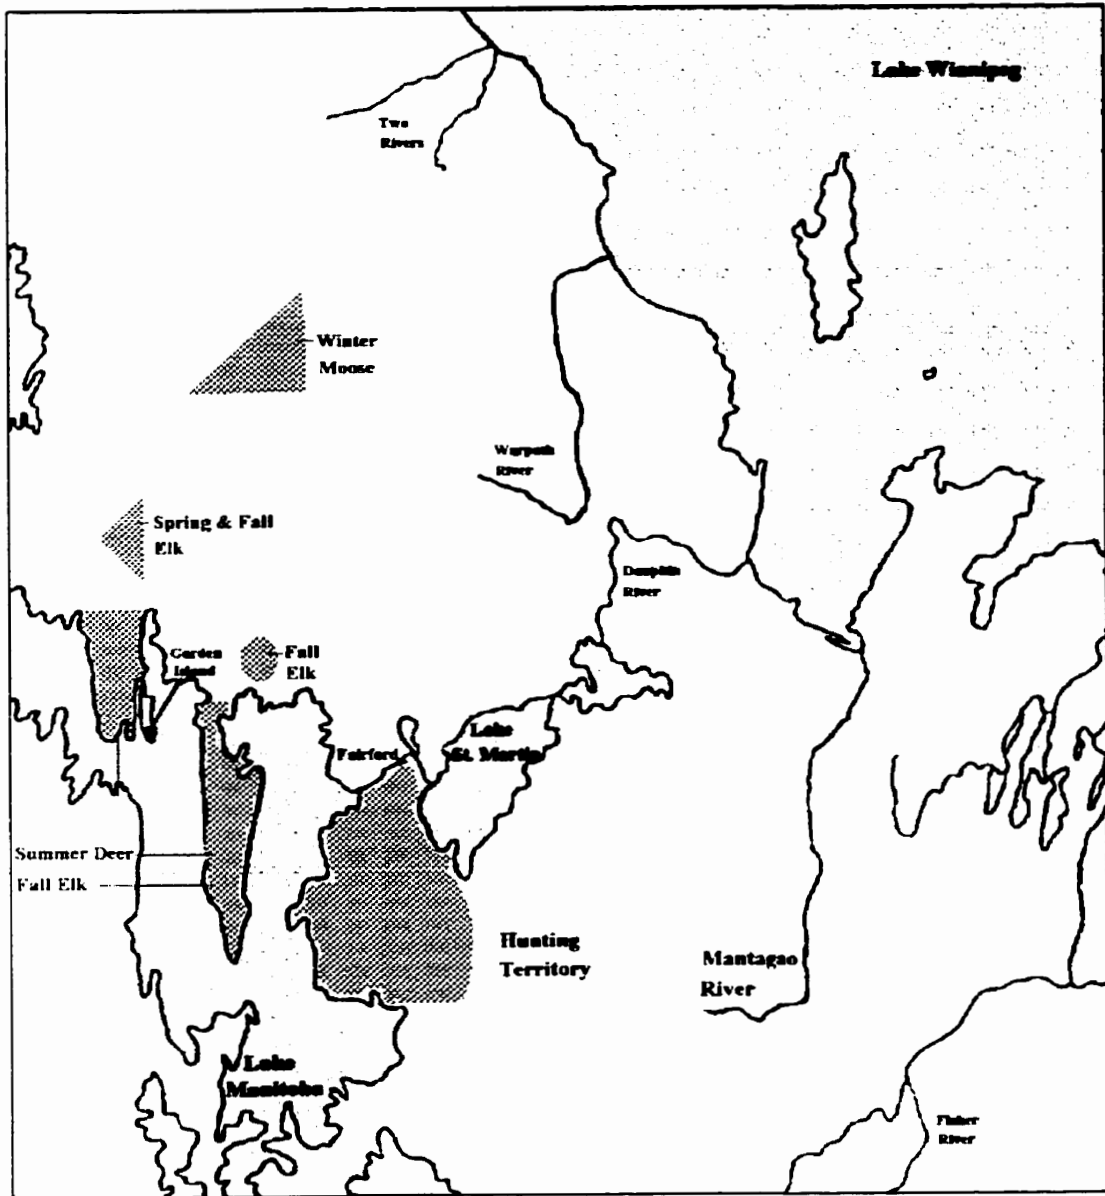 Lake Winnipeg
Two
Rivers
Winter
Moose
Warpath
River
Spring & Fall
Elk
Dauphin
River
Garden
Island
Fall
Elk
Lake
St. Martin
Fairford
Summer Deer
Fall Elk
Hunting
Territory
Mantagao
River
Lake
Manitoba
Fisher
River